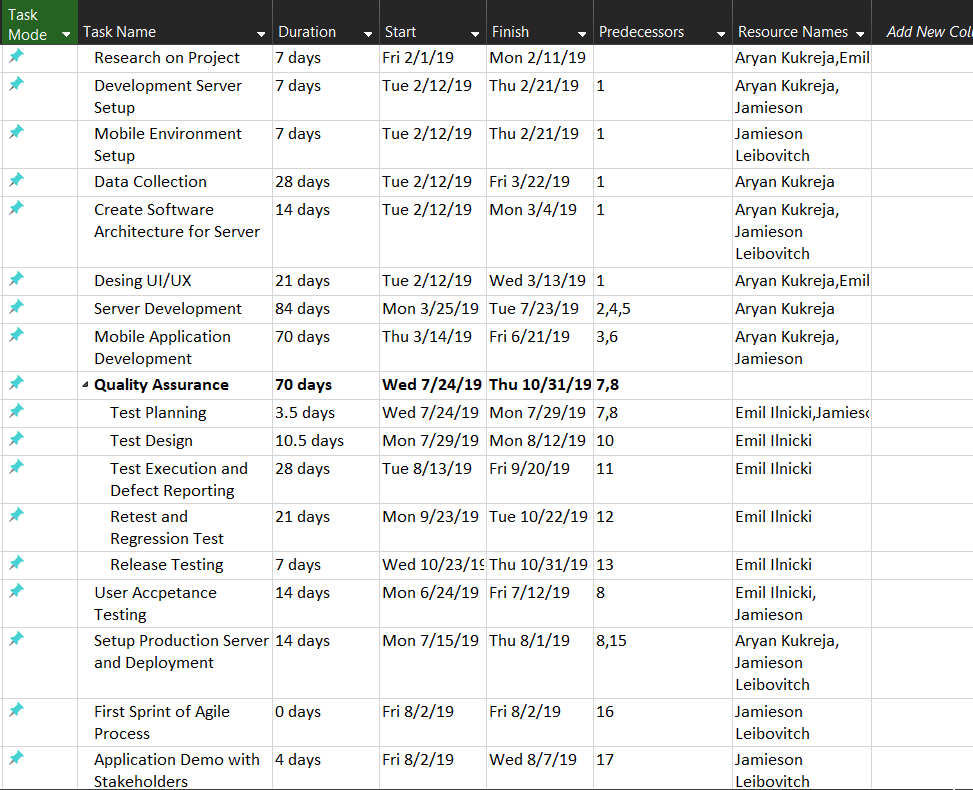 Task Mode Task Name Duration Start Finish Predecessors Resource Names Add New Col
Research on Project 7 days Fri 2/1/19 Mon 2/11/19 Aryan Kukreja,Emil
Development Server 7 days Tue 2/12/19 Thu 2/21/19 1 Aryan Kukreja,
Setup Jamieson
Mobile Environment 7 days Tue 2/12/19 Thu 2/21/19 1 Jamieson
Setup Leibovitch
Data Collection 28 days Tue 2/12/19 Fri 3/22/19 1 Aryan Kukreja
Create Software 14 days Tue 2/12/19 Mon 3/4/19 1 Aryan Kukreja,
Architecture for Server Jamieson
Leibovitch
Desing UI/UX 21 days Tue 2/12/19 Wed 3/13/19 1 Aryan Kukreja,Emil
Server Development 84 days Mon 3/25/19 Tue 7/23/19 2,4,5 Aryan Kukreja
Mobile Application 70 days Thu 3/14/19 Fri 6/21/19 3,6 Aryan Kukreja,
Development Jamieson
Quality Assurance 70 days Wed 7/24/19 Thu 10/31/19 7,8
Test Planning 3.5 days Wed 7/24/19 Mon 7/29/19 7,8 Emil Ilnicki,Jamieso
Test Design 10.5 days Mon 7/29/19 Mon 8/12/19 10 Emil Ilnicki
Test Execution and 28 days Tue 8/13/19 Fri 9/20/19 11 Emil Ilnicki
Defect Reporting
Retest and 21 days Mon 9/23/19 Tue 10/22/19 12 Emil Ilnicki
Regression Test
Release Testing 7 days Wed 10/23/19 Thu 10/31/19 13 Emil Ilnicki
User Accpetance 14 days Mon 6/24/19 Fri 7/12/19 8 Emil Ilnicki,
Testing Jamieson
Setup Production Server 14 days Mon 7/15/19 Thu 8/1/19 8,15 Aryan Kukreja,
and Deployment Jamieson
Leibovitch
First Sprint of Agile 0 days Fri 8/2/19 Fri 8/2/19 16 Jamieson
Process Leibovitch
Application Demo with 4 days Fri 8/2/19 Wed 8/7/19 17 Jamieson
Stakeholders Leibovitch